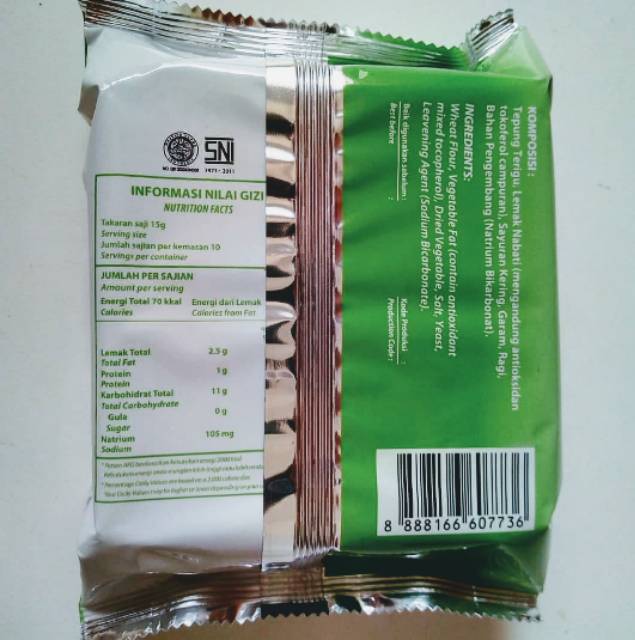 SNI
INFORMASI NILAI GIZI
NUTRITION FACTS
Takaran saji 15g
Serving size
Jumlah sajian per kemasan 10
Servings per container
JUMLAH PER SAJIAN
Amount per serving
Energi Total 70 kkal Energi dari Lemak
Calories Calories from Fat
Lemak Total 2,5 g
Total Fat
Protein 1 g
Protein
Karbohidrat Total 11 g
Total Carbohydrate
Gula 0 g
Sugar
Natrium 105 mg
Sodium
KOMPOSISI :
Tepung Terigu, Lemak Nabati (mengandung antioksidan
tokoferol campuran), Sayuran Kering, Garam, Ragi,
Bahan Pengembang (Natrium Bikarbonat).
INGREDIENTS:
Wheat Flour, Vegetable Fat (contain antioxidant
mixed tocopherol), Dried Vegetable, Salt, Yeast,
Leavening Agent (Sodium Bicarbonate).
Baik digunakan sebelum : Kode Produksi :
Best before : Production Code :
8 888166 607736